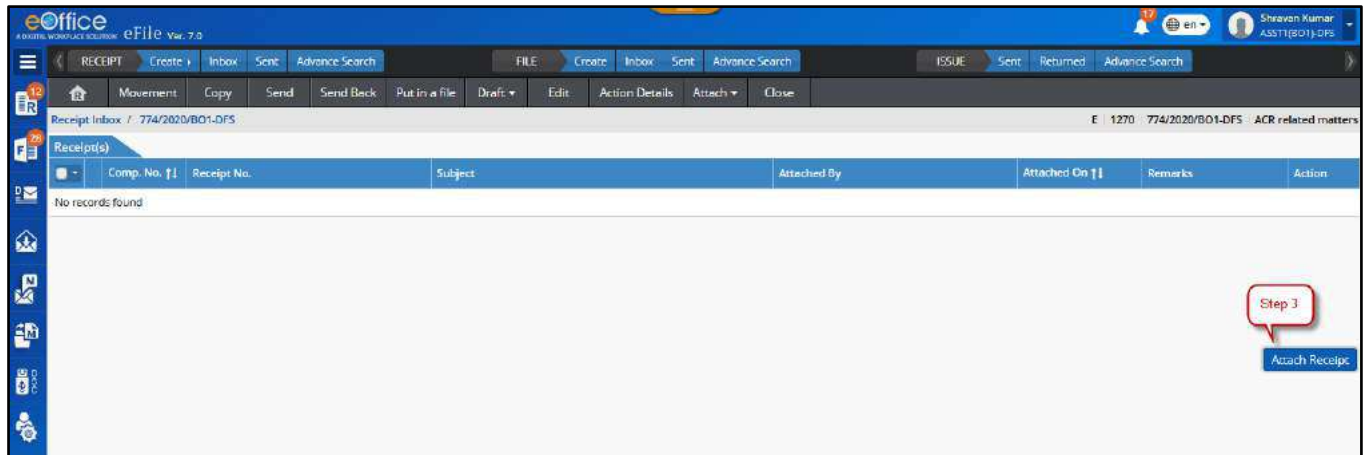 17
eOffice eFile Ver. 7.0 en Shravan Kumar
A DIGITAL WORKPLACE SOLUTION ASST1(BO1)-DFS
RECEIPT Create Inbox Sent Advance Search FILE Create Inbox Sent Advance Search ISSUE Sent Returned Advance Search
12 R Movement Copy Send Send Back Put in a file Draft Edit Action Details Attach Close
R
Receipt Inbox / 774/2020/BO1-DFS E 1270 774/2020/BO1-DFS ACR related matters
28
F
Receipt(s)
Comp. No. Receipt No. Subject Attached By Attached On Remarks Action
D
No records found
N
Step 3
M
Attach Receipt
DSC